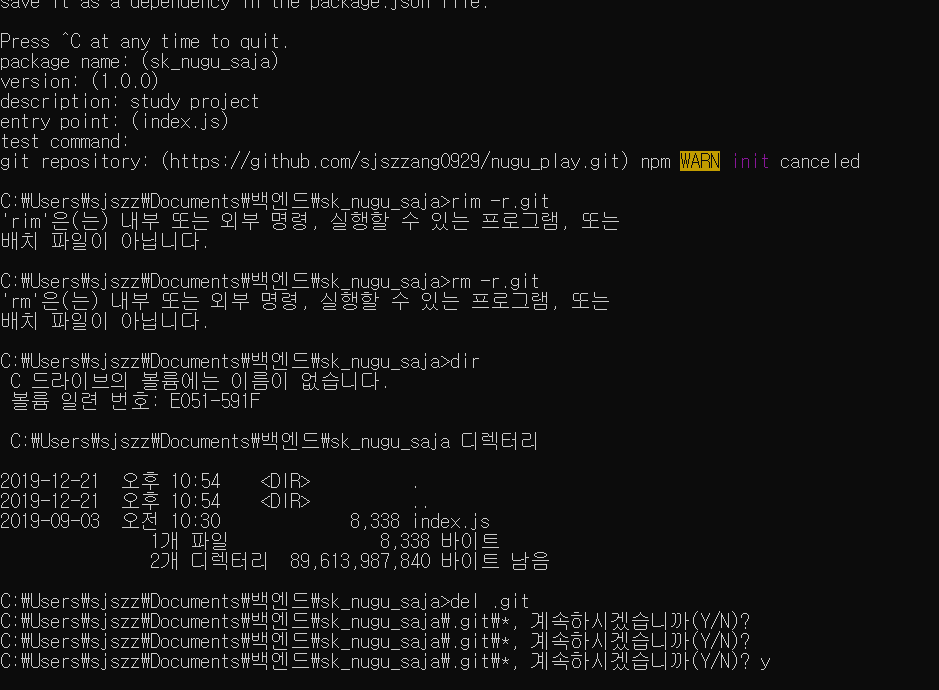 save it as a dependency in the package.json file.
Press ^C at any time to quit.
package name: (sk_nugu_saja)
version: (1.0.0)
description: study project
entry point: (index.js)
test command:
git repository: (https://github.com/sjszzang0929/nugu_play.git) npm WARN init canceled
C:₩Users₩sjszz₩Documents₩백엔드₩sk_nugu_saja>rim -r.git
'rim'은(는) 내부 또는 외부 명령, 실행할 수 있는 프로그램, 또는
배치 파일이 아닙니다.
C:₩Users₩sjszz₩Documents₩백엔드₩sk_nugu_saja>rm -r.git
'rm'은(는) 내부 또는 외부 명령, 실행할 수 있는 프로그램, 또는
배치 파일이 아닙니다.
C:₩Users₩sjszz₩Documents₩백엔드₩sk_nugu_saja>dir
C 드라이브의 볼륨에는 이름이 없습니다.
볼륨 일련 번호: E051-591F
C:₩Users₩sjszz₩Documents₩백엔드₩sk_nugu_saja 디렉터리
2019-12-21 오후 10:54 <DIR> .
2019-12-21 오후 10:54 <DIR> ..
2019-09-03 오전 10:30 8,338 index.js
1개 파일 8,338 바이트
2개 디렉터리 89,613,987,840 바이트 남음
C:₩Users₩sjszz₩Documents₩백엔드₩sk_nugu_saja>del .git
C:₩Users₩sjszz₩Documents₩백엔드₩sk_nugu_saja₩.git₩*, 계속하시겠습니까(Y/N)?
C:₩Users₩sjszz₩Documents₩백엔드₩sk_nugu_saja₩.git₩*, 계속하시겠습니까(Y/N)?
C:₩Users₩sjszz₩Documents₩백엔드₩sk_nugu_saja₩.git₩*, 계속하시겠습니까(Y/N)? y